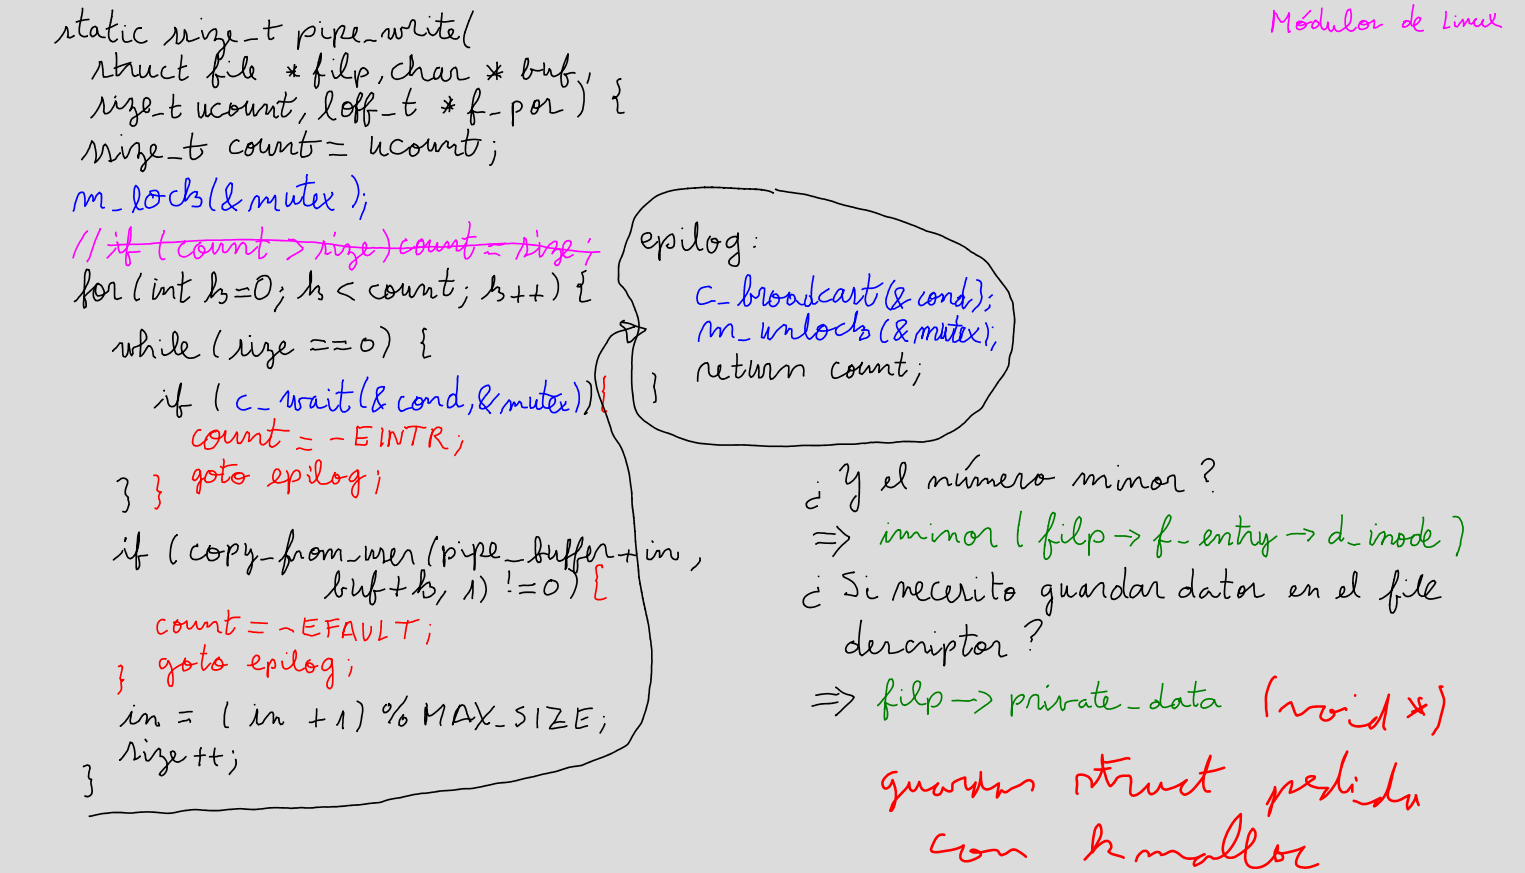 Módulos de Linux
static ssize_t pipe_write(
struct file * filp, char * buf,
size_t ucount, loff_t * f_pos) {
ssize_t count = ucount;
m_lock(&mutex);
// if (count > size) count = size;
for (int k=0; k < count; k++) {
while (size == 0) {
if ( c_wait(&cond, &mutex)) {
count = -EINTR;
goto epilog;
} }
if (copy_from_user (pipe_buffer + in,
buf+k, 1) != 0) {
count = -EFAULT;
goto epilog;
}
in = (in +1) % MAX_SIZE;
size ++;
}
epilog:
c_broadcast(&cond);
m_unlock(&mutex);
return count;
}
¿ Y el número minor ?
⇒ iminor ( filp → f_entry → d_inode )
¿ Si necesito guardar datos en el file
descriptor ?
⇒ filp → private_data (void *)
guardar struct pedida
con kmalloc